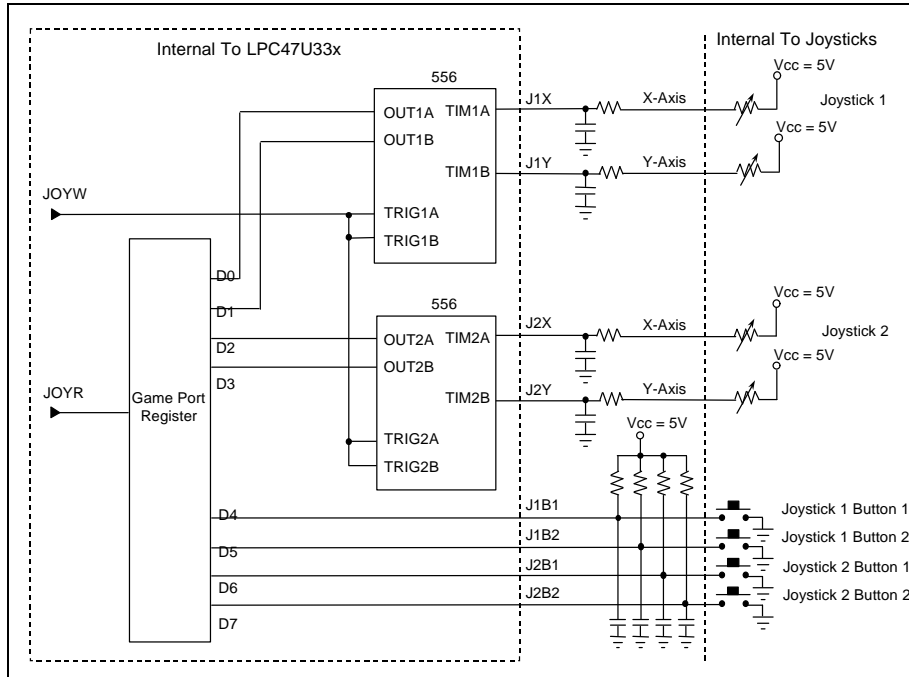 Internal To LPC47U33x
Internal To Joysticks
Vcc = 5V
556
J1X
X-Axis
Joystick 1
OUT1A
TIM1A
OUT1B
Vcc = 5V
J1Y
Y-Axis
TIM1B
JOYW
TRIG1A
TRIG1B
D0
Vcc = 5V
D1
556
J2X
X-Axis
Joystick 2
D2
OUT2A
TIM2A
Vcc = 5V
OUT2B
D3
J2Y
Y-Axis
JOYR
Game Port
Register
TIM2B
Vcc = 5V
TRIG2A
TRIG2B
D4
J1B1
Joystick 1 Button 1
D5
J1B2
Joystick 1 Button 2
D6
J2B1
Joystick 2 Button 1
J2B2
Joystick 2 Button 2
D7